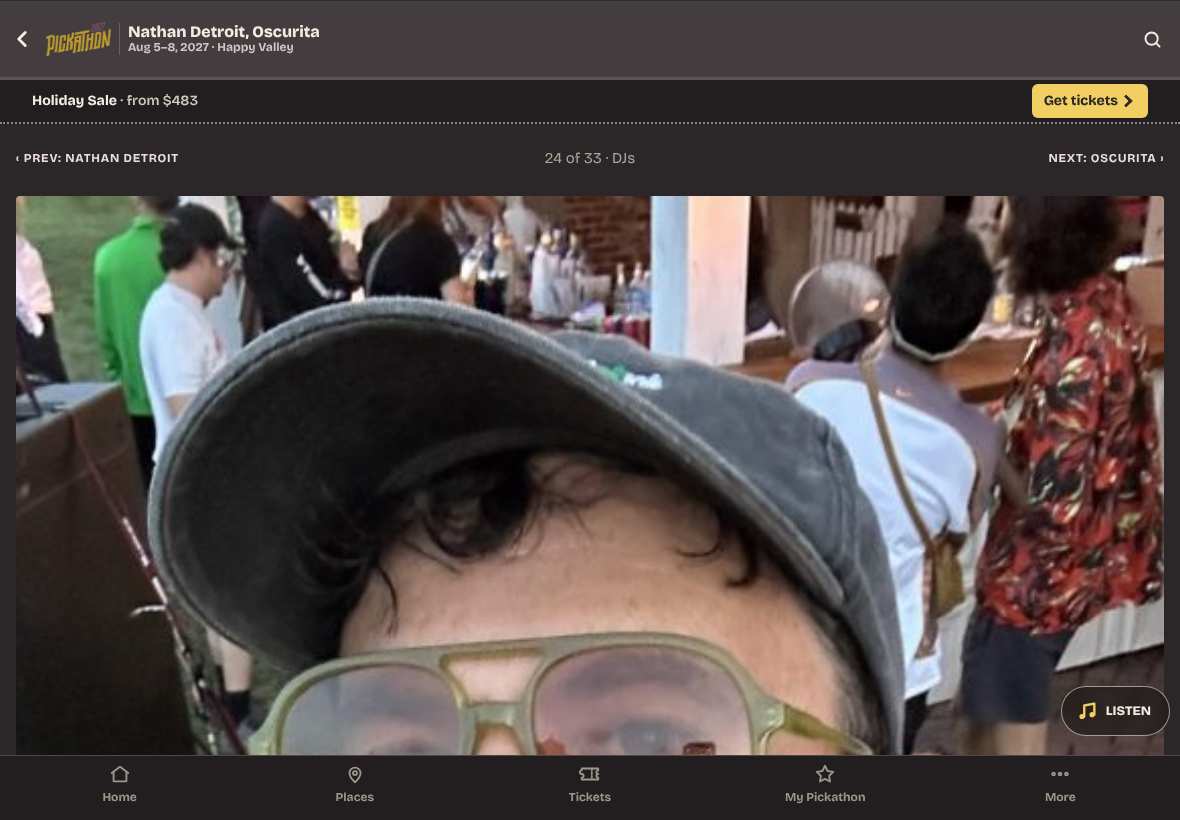 PICKATHON
Nathan Detroit, Oscurita
Aug 5–8, 2027 · Happy Valley
Holiday Sale · from $483
Get tickets
‹ PREV: NATHAN DETROIT
24 of 33 · DJs
NEXT: OSCURITA ›
LISTEN
Home
Places
Tickets
My Pickathon
More